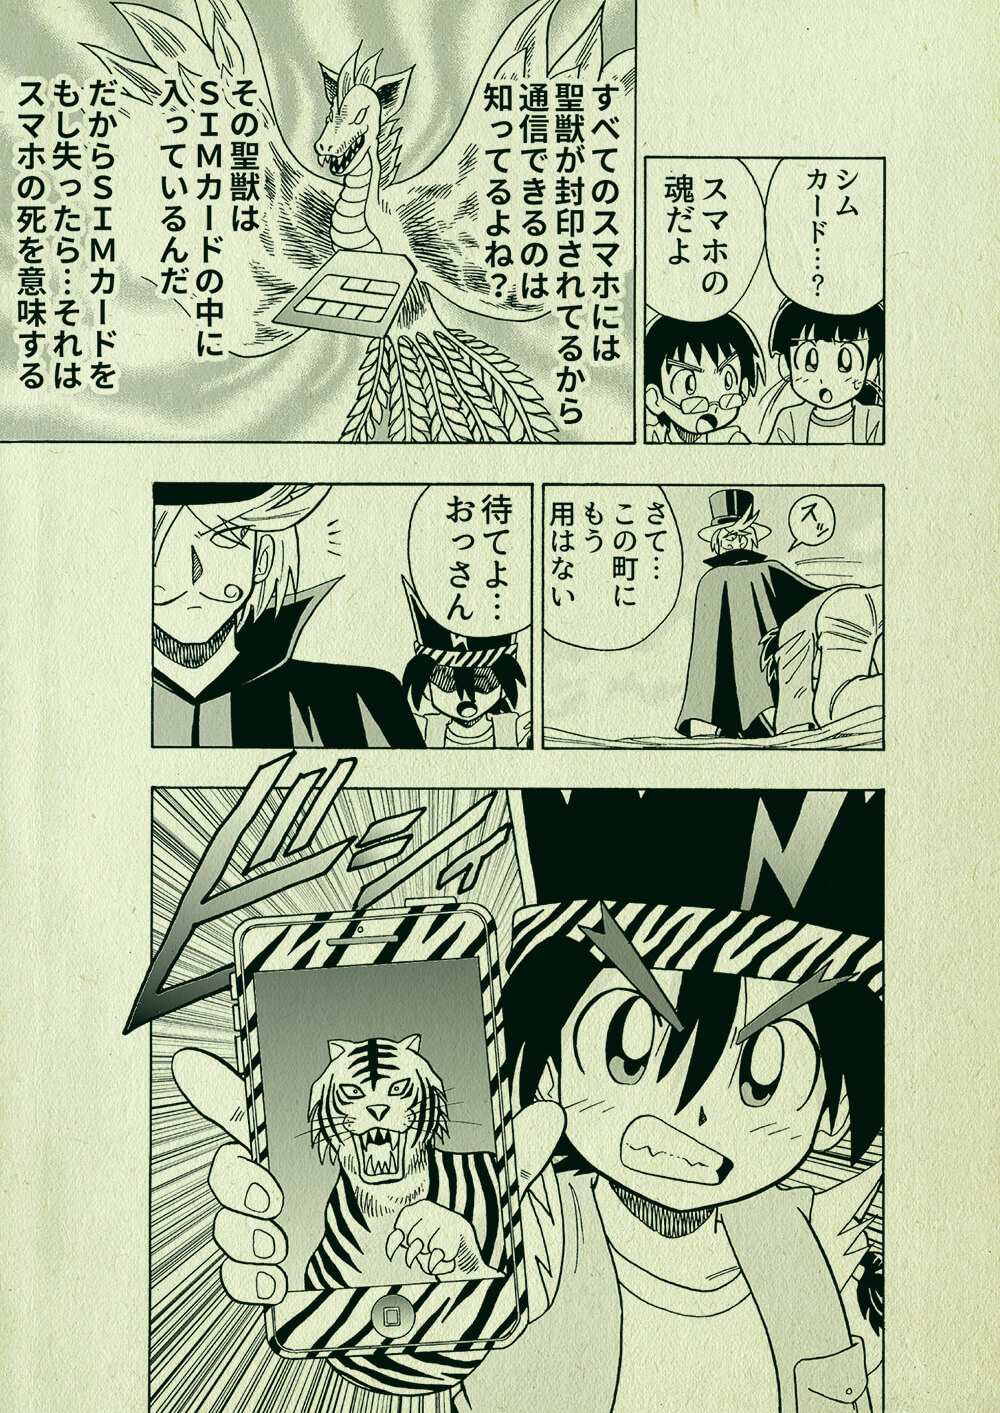 シム
カード…?
スマホの
魂だよ
すべてのスマホには
聖獣が封印されてるから
通信できるのは
知ってるよね?
その聖獣は
SIMカードの中に
入っているんだ
だからSIMカードを
もし失ったら…それは
スマホの死を意味する
スッ
さて…
この町に
もう
用はない
待てよ…
おっさん
ビシィ
N